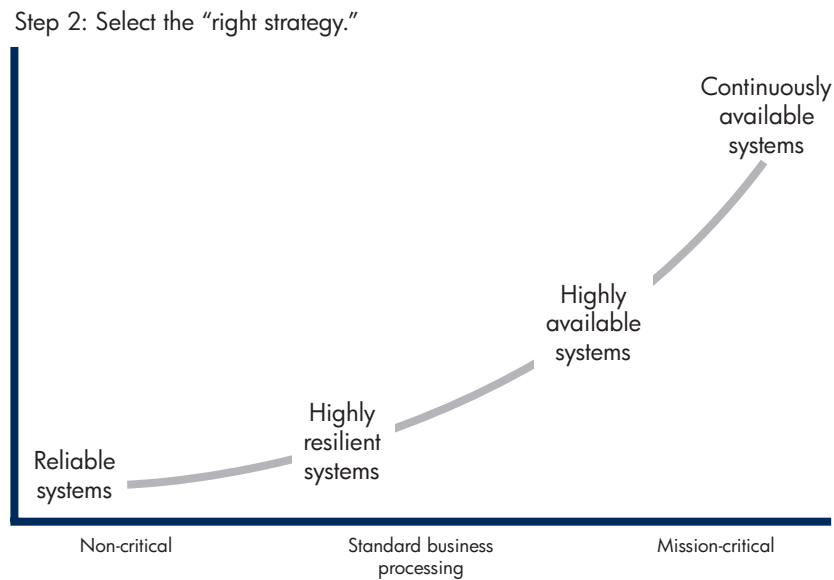 Step 2: Select the “right strategy.”
Continuously
available
systems
Highly
available
systems
Highly
resilient
systems
Reliable
systems
Non-critical
Standard business
processing
Mission-critical